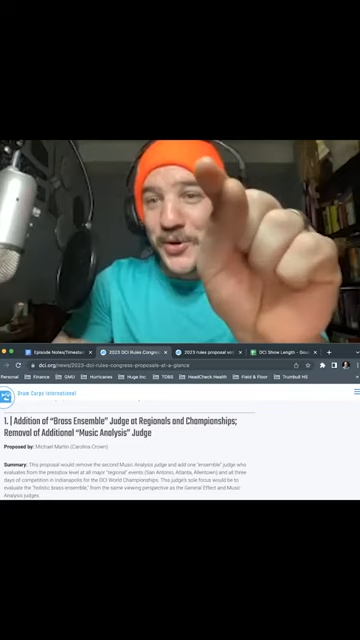 Episode Notes/Timesta
2023 DCI Rules Congres
2023 rules proposal vot
DCI Show Length - Goog
dci.org/news/2023-dci-rules-congress-proposals-at-a-glance
Personal Finance GMU Hurricanes Huge Inc 7DBS HeadCheck Health Field & Floor Trumbull HS
Drum Corps International
1. | Addition of "Brass Ensemble" Judge at Regionals and Championships;
Removal of Additional "Music Analysis" Judge
Proposed by: Michael Martin (Carolina Crown)
Summary: This proposal would remove the second Music Analysis judge and add one "ensemble" judge who
evaluates from the pressbox level at all major "regional" events (San Antonio, Atlanta, Allentown) and all three
days of competition in Indianapolis for the DCI World Championships. This judge's sole focus would be to
evaluate the "holistic brass ensemble," from the same viewing perspective as the General Effect and Music
Analysis judges.